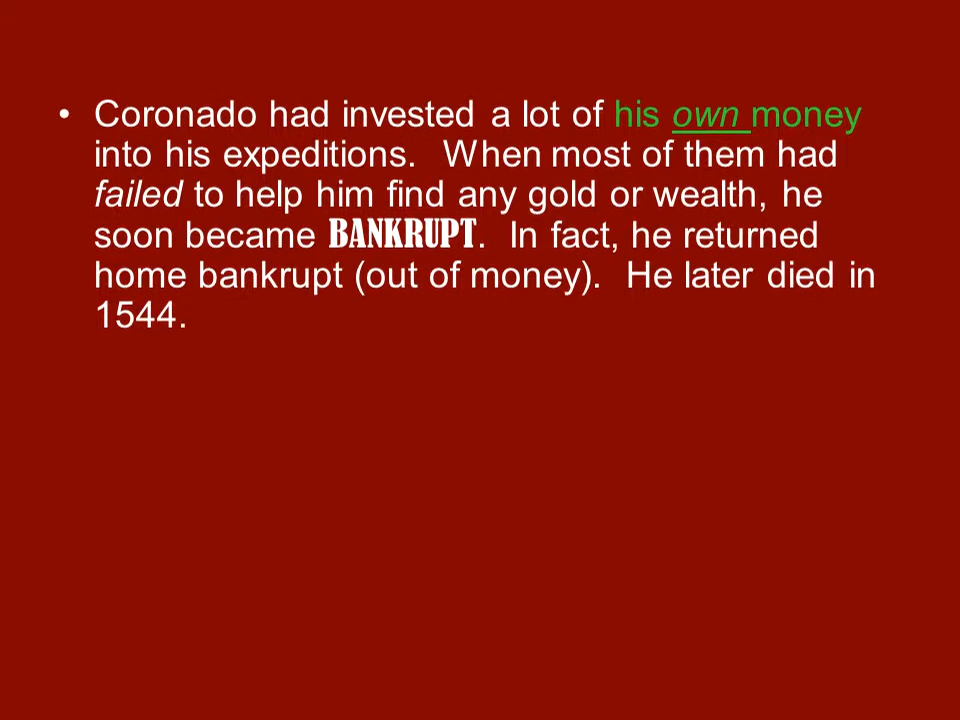 • Coronado had invested a lot of his own money
into his expeditions.  When most of them had
failed to help him find any gold or wealth, he
soon became BANKRUPT.  In fact, he returned
home bankrupt (out of money).  He later died in
1544.